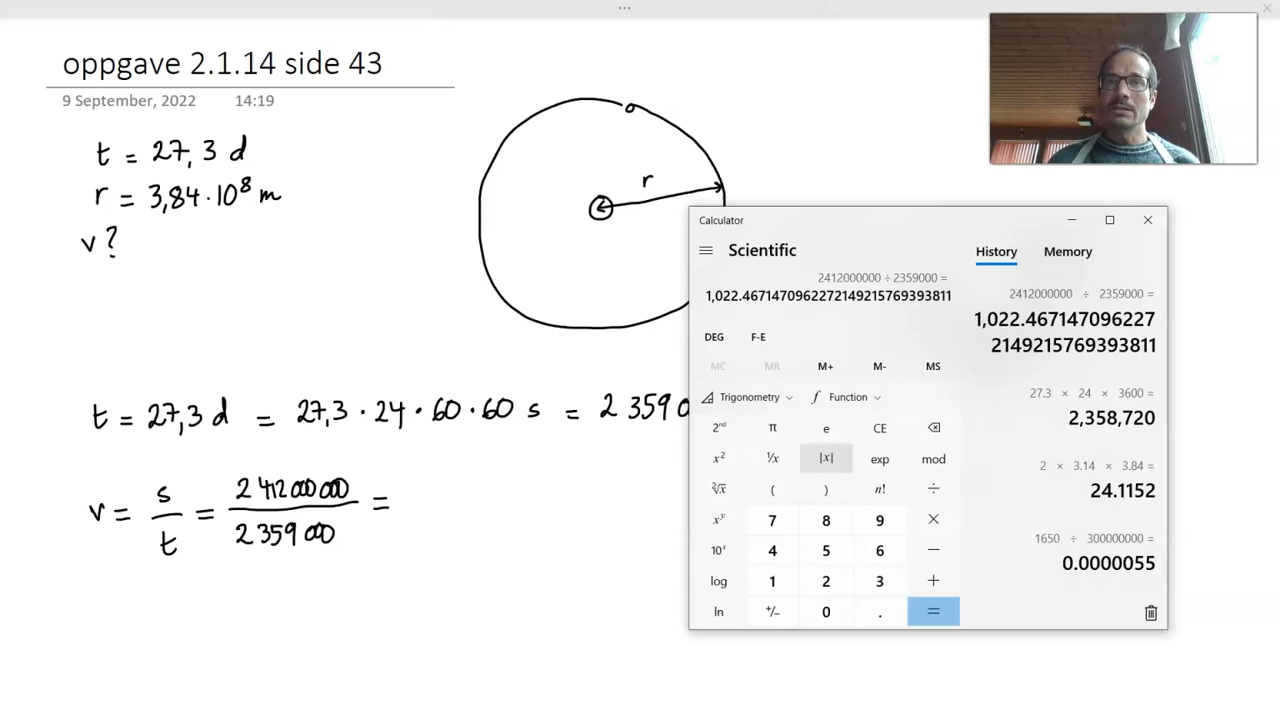 oppgave 2.1.14 side 43
9 September, 2022 14:19
t = 27,3 d
r = 3,84 · 10⁸ m
v?
r
t = 27,3 d = 27,3 · 24 · 60 · 60 s = 2 3590
v = s/t = 2 412 000 000 / 2 359 000 =
Calculator
Scientific
2412000000 ÷ 2359000 =
1,022.4671470962272149215769393811
DEG F-E
MC MR M+ M- MS
Trigonometry Function
2ⁿᵈ π e CE
x² ¹/x |x| exp mod
²√x ( ) n! ÷
xʸ 7 8 9 ×
10ˣ 4 5 6 −
log 1 2 3 +
ln +/− 0 . =
History Memory
2412000000 ÷ 2359000 =
1,022.467147096227
2149215769393811
27.3 × 24 × 3600 =
2,358,720
2 × 3.14 × 3.84 =
24.1152
1650 ÷ 300000000 =
0.0000055